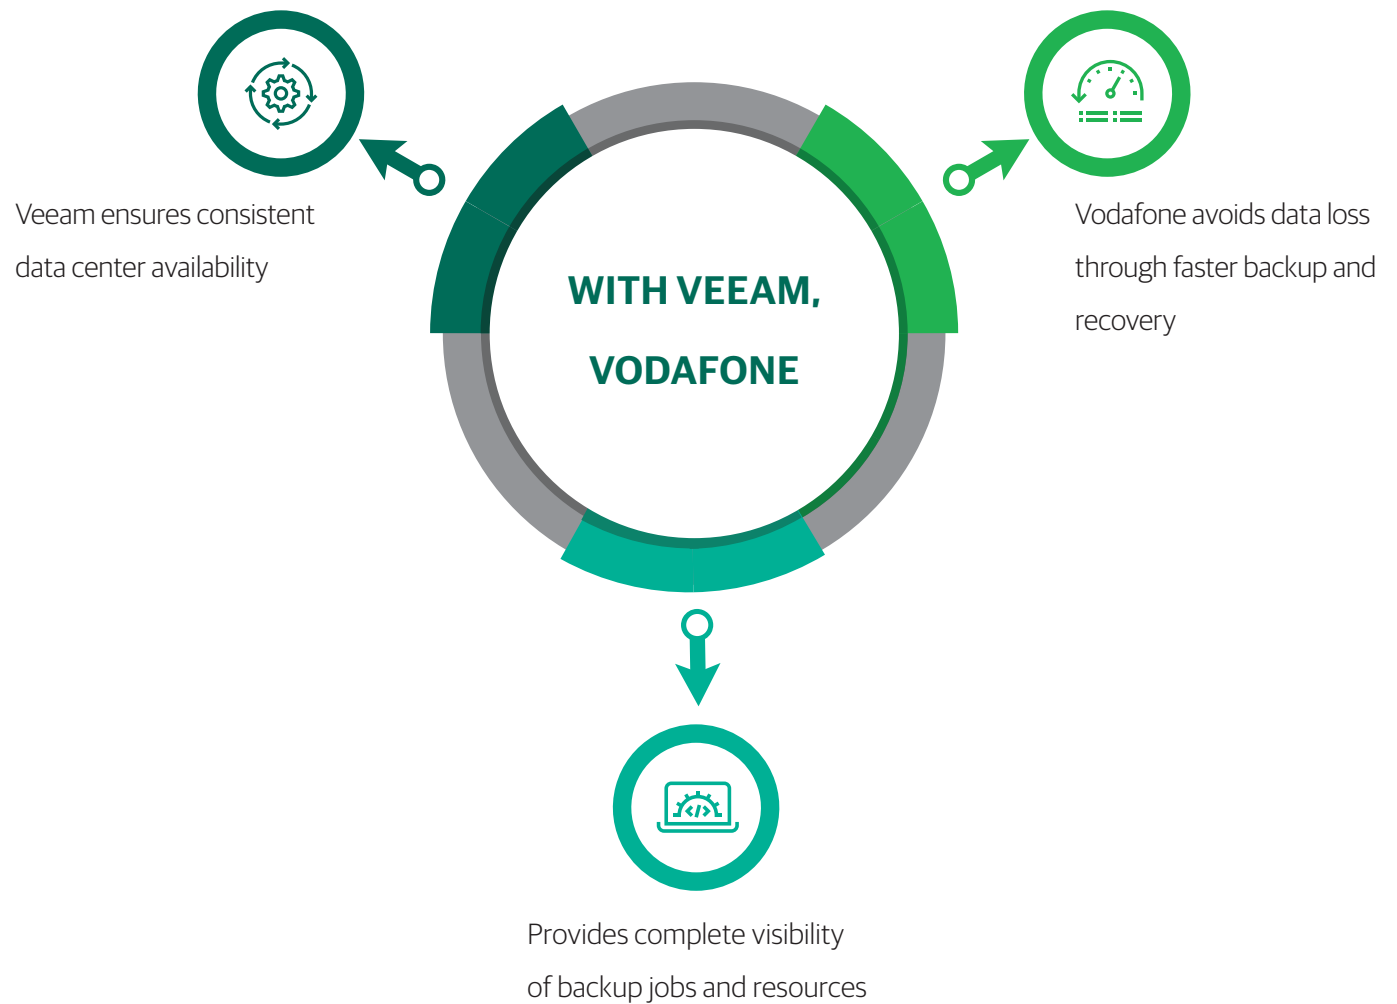 Veeam ensures consistent
data center availability
WITH VEEAM,
VODAFONE
Vodafone avoids data loss
through faster backup and
recovery
</>
Provides complete visibility
of backup jobs and resources